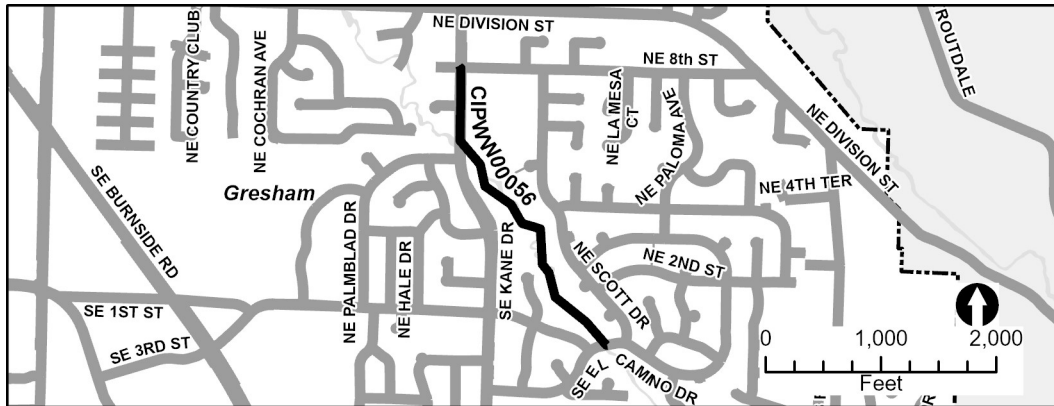 NE DIVISION ST
ROUTDALE
NE COUNTRY CLUB
NE COCHRAN AVE
NE 8th ST
CIPWW00056
NE LA MESA
CT
NE PALOMA AVE
NE DIVISION ST
NE 4TH TER
Gresham
SE BURNSIDE RD
NE PALMBLAD DR
NE HALE DR
SE KANE DR
NE SCOTT DR
NE 2ND ST
SE 1ST ST
SE 3RD ST
SE EL CAMNO DR
0 1,000 2,000
Feet